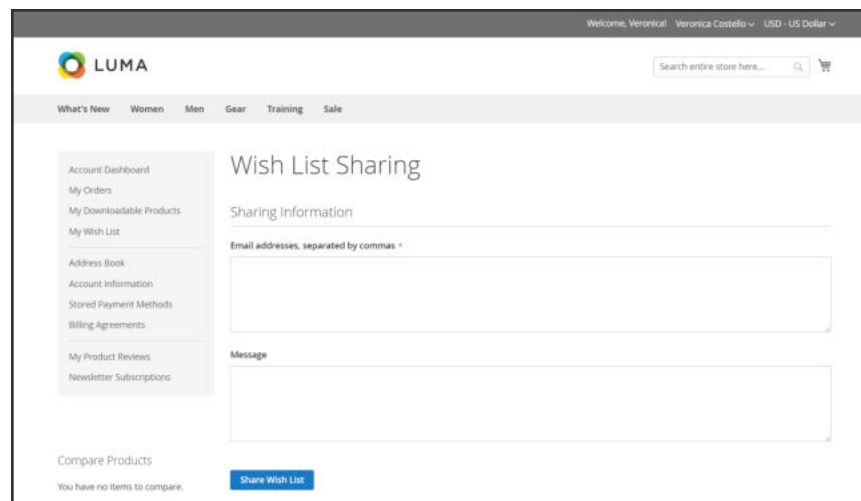 Welcome, Veronica! Veronica Costello USD - US Dollar
LUMA
Search entire store here...
What's New Women Men Gear Training Sale
Account Dashboard
My Orders
My Downloadable Products
My Wish List
Address Book
Account Information
Stored Payment Methods
Billing Agreements
My Product Reviews
Newsletter Subscriptions
Compare Products
You have no items to compare.
Wish List Sharing
Sharing Information
Email addresses, separated by commas *
Message
Share Wish List